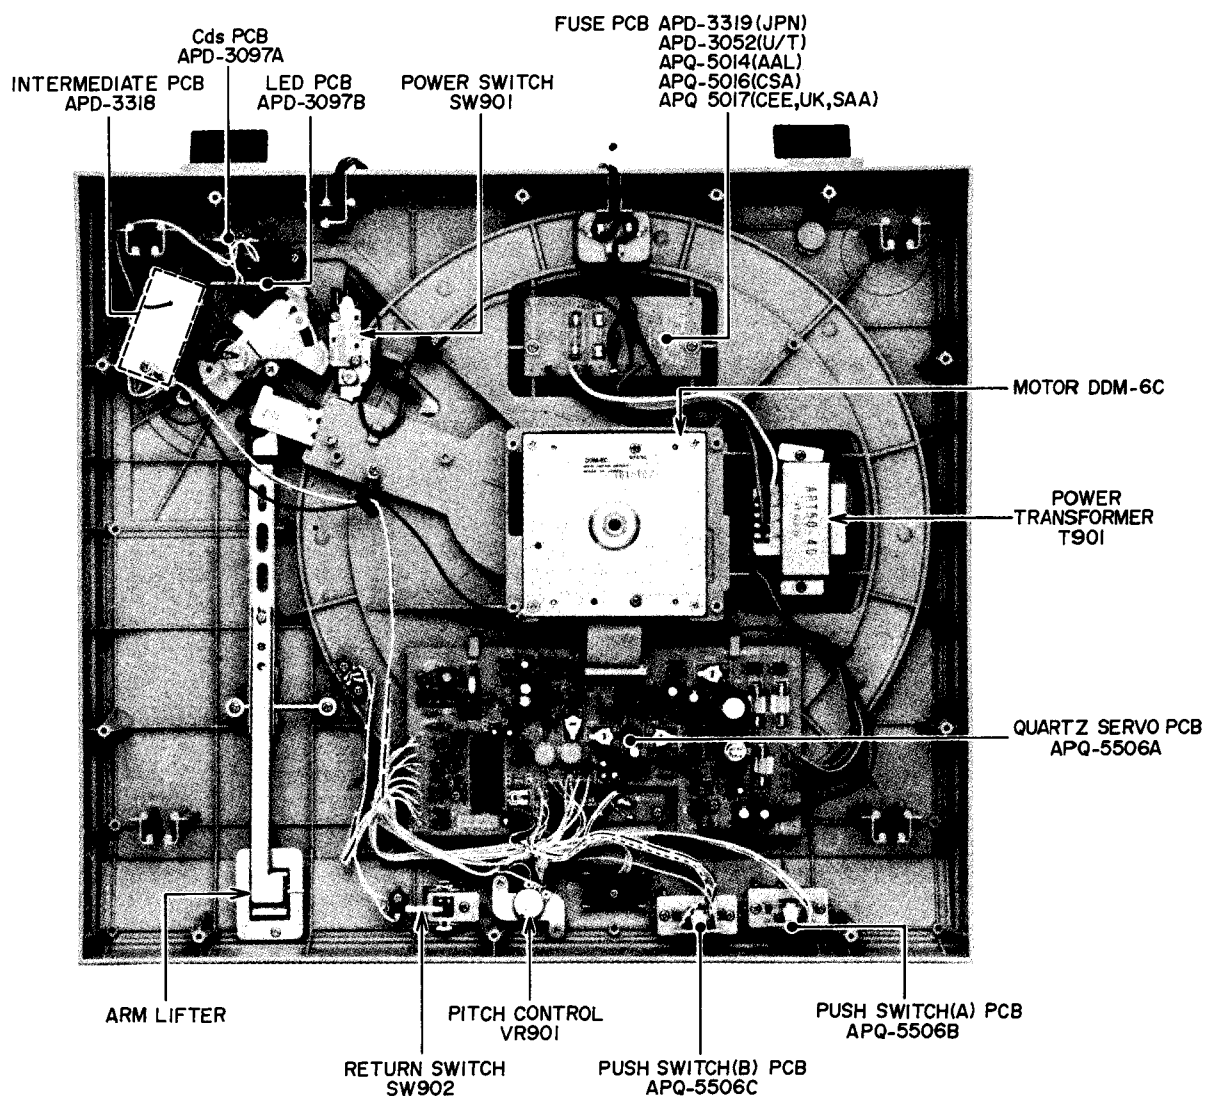 FUSE PCB APD-3319(JPN)
APD-3052(U/T)
APQ-5014(AAL)
APQ-5016(CSA)
APQ 5017(CEE,UK,SAA)
Cds PCB
APD-3097A
INTERMEDIATE PCB
APD-3318
LED PCB
APD-3097B
POWER SWITCH
SW901
MOTOR DDM-6C
POWER
TRANSFORMER
T901
QUARTZ SERVO PCB
APQ-5506A
ARM LIFTER
PITCH CONTROL
VR901
PUSH SWITCH(A) PCB
APQ-5506B
RETURN SWITCH
SW902
PUSH SWITCH(B) PCB
APQ-5506C